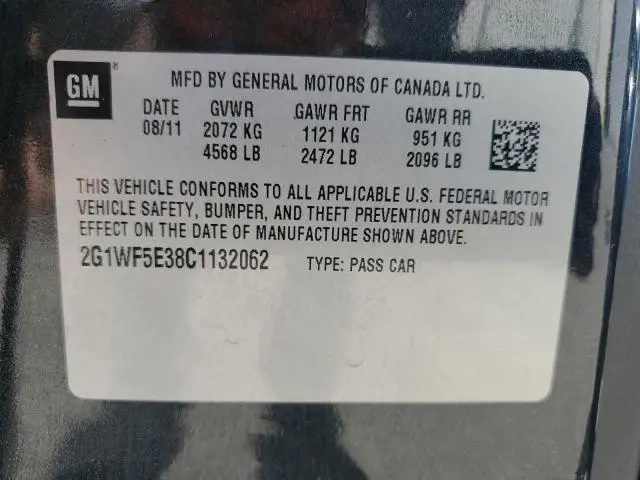 GM®
MFD BY GENERAL MOTORS OF CANADA LTD.
DATE GVWR GAWR FRT GAWR RR
08/11 2072 KG 1121 KG 951 KG
4568 LB 2472 LB 2096 LB
THIS VEHICLE CONFORMS TO ALL APPLICABLE U.S. FEDERAL MOTOR
VEHICLE SAFETY, BUMPER, AND THEFT PREVENTION STANDARDS IN
EFFECT ON THE DATE OF MANUFACTURE SHOWN ABOVE.
2G1WF5E38C1132062 TYPE: PASS CAR